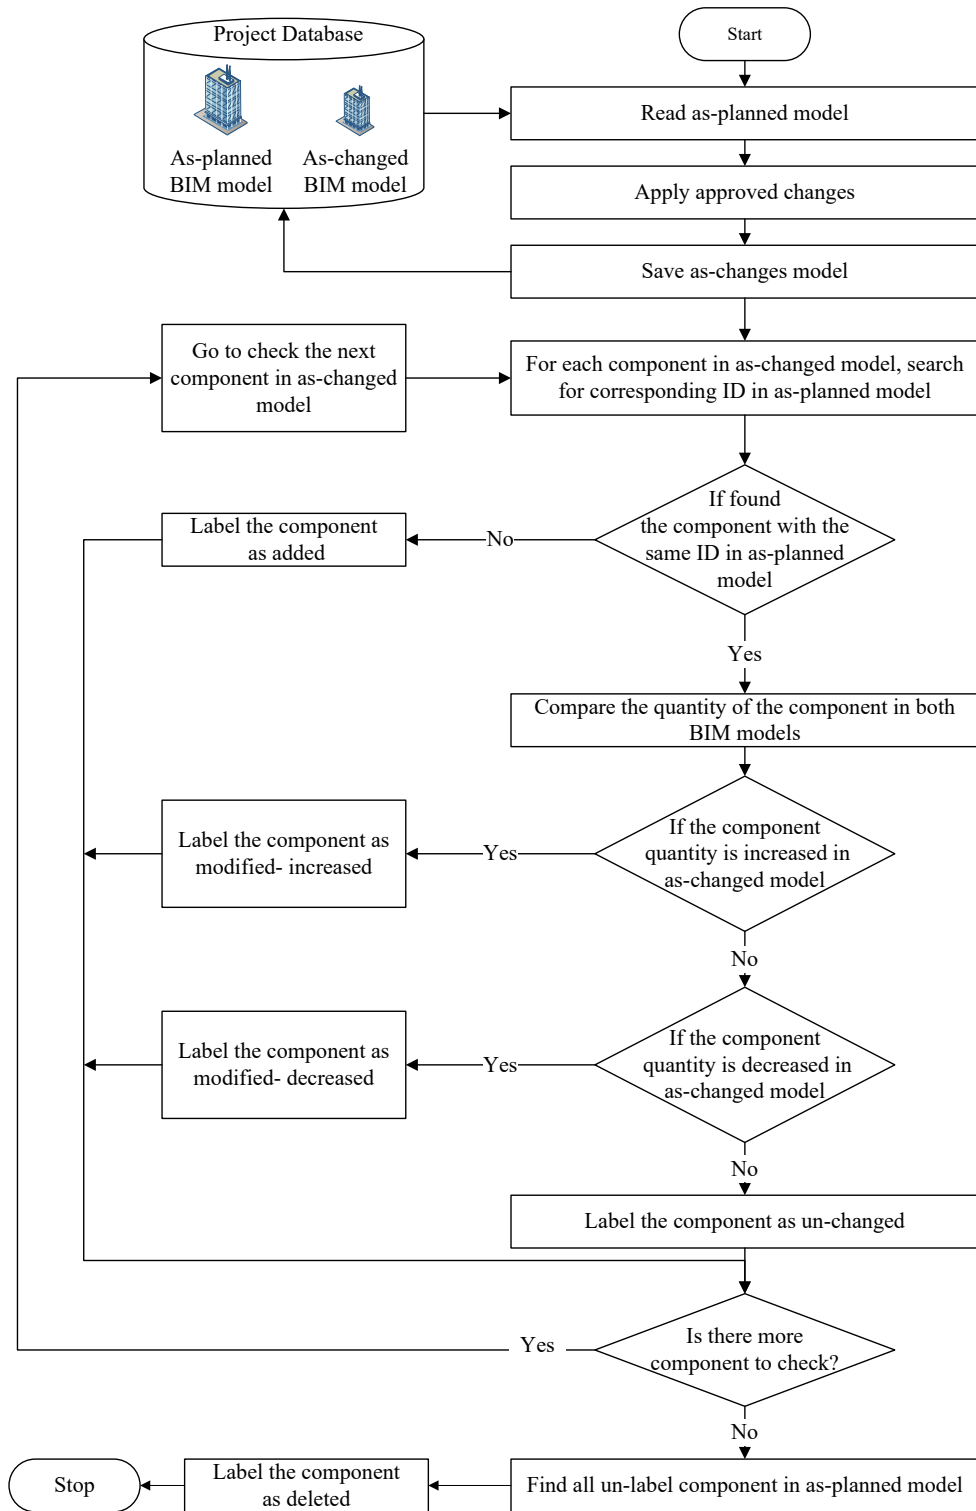 Project Database
As-planned
BIM model
As-changed
BIM model
Start
Read as-planned model
Apply approved changes
Save as-changes model
Go to check the next
component in as-changed
model
For each component in as-changed model, search
for corresponding ID in as-planned model
If found
the component with the
same ID in as-planned
model
No
Label the component
as added
Yes
Compare the quantity of the component in both
BIM models
If the component
quantity is increased in
as-changed model
Yes
Label the component as
modified- increased
No
If the component
quantity is decreased in
as-changed model
Yes
Label the component as
modified- decreased
No
Label the component as un-changed
Is there more
component to check?
Yes
No
Find all un-label component in as-planned model
Label the component
as deleted
Stop